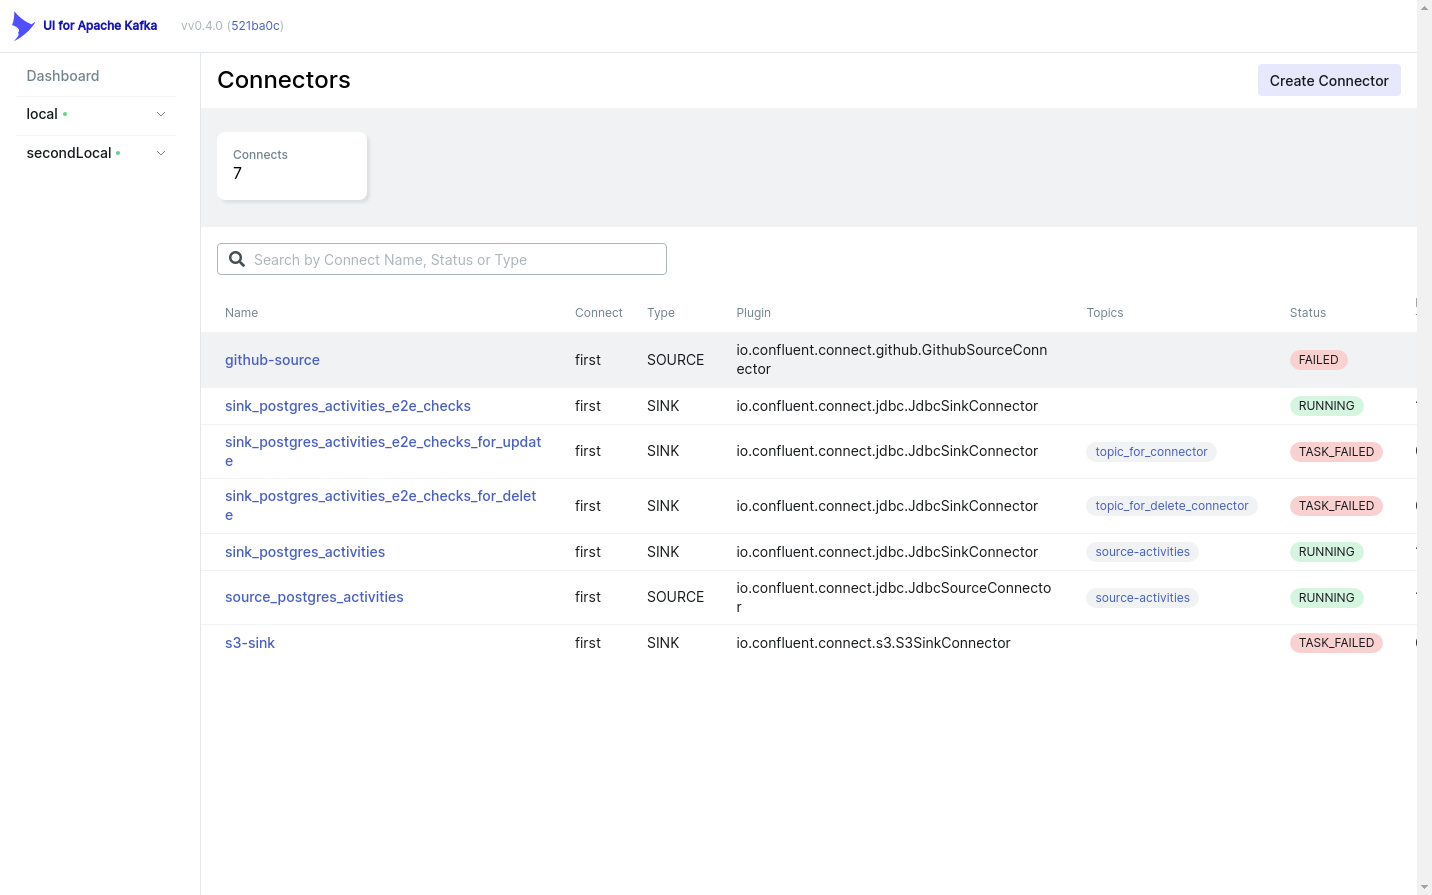 UI for Apache Kafka vv0.4.0 (521ba0c)
Dashboard
local
secondLocal
Connectors
Create Connector
Connects
7
Search by Connect Name, Status or Type
Name Connect Type Plugin Topics Status
github-source first SOURCE io.confluent.connect.github.GithubSourceConn
ector FAILED
sink_postgres_activities_e2e_checks first SINK io.confluent.connect.jdbc.JdbcSinkConnector RUNNING
sink_postgres_activities_e2e_checks_for_updat
e first SINK io.confluent.connect.jdbc.JdbcSinkConnector topic_for_connector TASK_FAILED
sink_postgres_activities_e2e_checks_for_delet
e first SINK io.confluent.connect.jdbc.JdbcSinkConnector topic_for_delete_connector TASK_FAILED
sink_postgres_activities first SINK io.confluent.connect.jdbc.JdbcSinkConnector source-activities RUNNING
source_postgres_activities first SOURCE io.confluent.connect.jdbc.JdbcSourceConnecto
r source-activities RUNNING
s3-sink first SINK io.confluent.connect.s3.S3SinkConnector TASK_FAILED